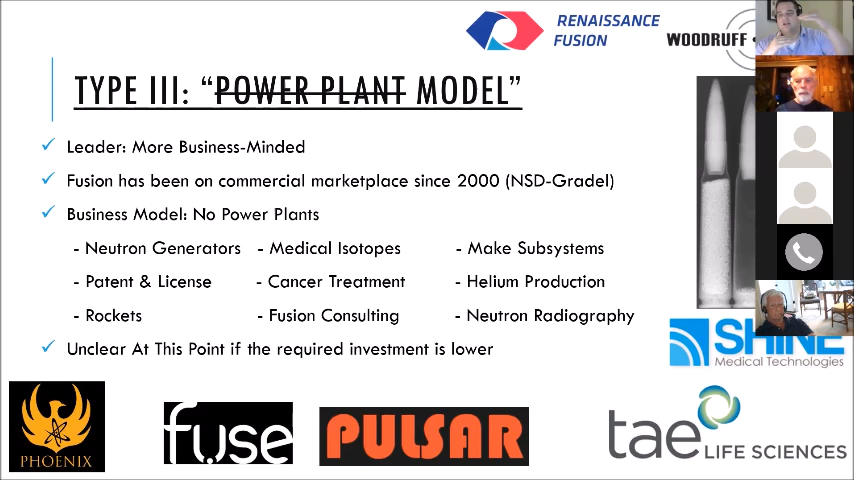 RENAISSANCE
FUSION
WOODRUFF
TYPE III: “POWER PLANT MODEL”
✓ Leader: More Business-Minded
✓ Fusion has been on commercial marketplace since 2000 (NSD-Gradel)
✓ Business Model: No Power Plants
- Neutron Generators - Medical Isotopes - Make Subsystems
- Patent & License - Cancer Treatment - Helium Production
- Rockets - Fusion Consulting - Neutron Radiography
✓ Unclear At This Point if the required investment is lower
SHINE
Medical Technologies
PHOENIX
fuse
PULSAR
tae LIFE SCIENCES